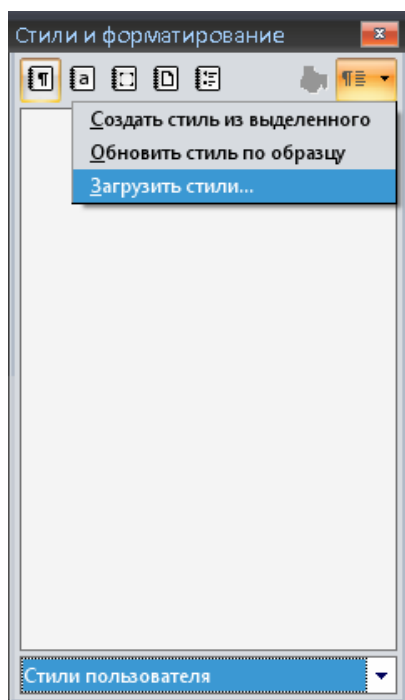 Стили и форматирование
Создать стиль из выделенного
Обновить стиль по образцу
Загрузить стили...
Стили пользователя